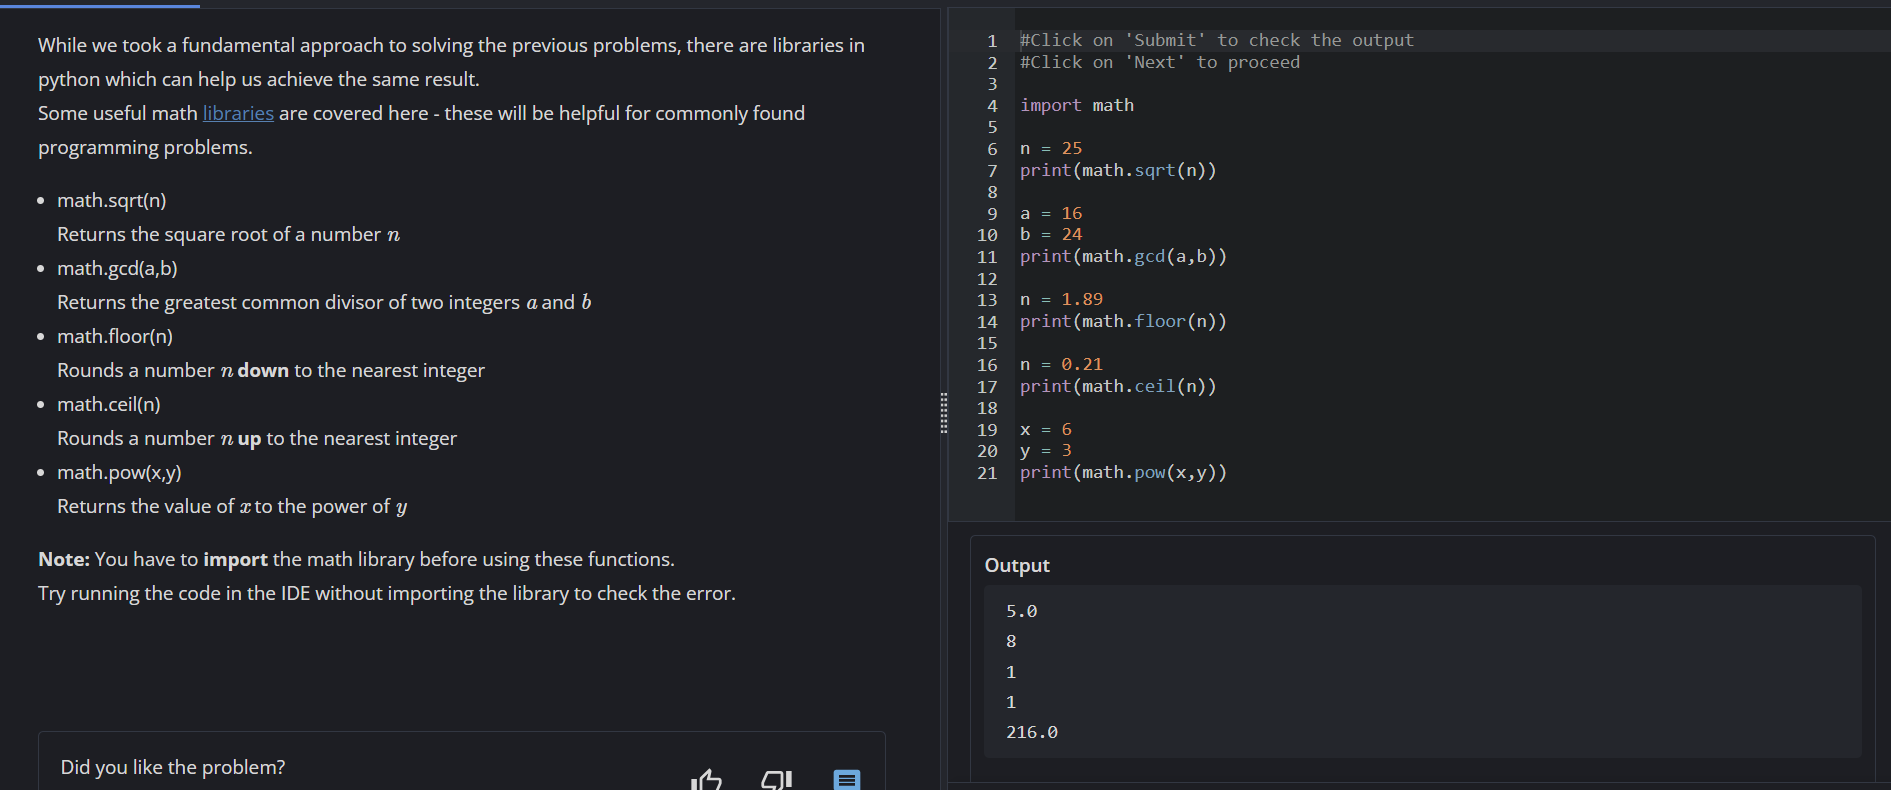 While we took a fundamental approach to solving the previous problems, there are libraries in
python which can help us achieve the same result.
Some useful math libraries are covered here - these will be helpful for commonly found
programming problems.
• math.sqrt(n)
Returns the square root of a number n
• math.gcd(a,b)
Returns the greatest common divisor of two integers a and b
• math.floor(n)
Rounds a number n down to the nearest integer
• math.ceil(n)
Rounds a number n up to the nearest integer
• math.pow(x,y)
Returns the value of x to the power of y
Note: You have to import the math library before using these functions.
Try running the code in the IDE without importing the library to check the error.
Did you like the problem?
1 #Click on 'Submit' to check the output
2 #Click on 'Next' to proceed
3
4 import math
5
6 n = 25
7 print(math.sqrt(n))
8
9 a = 16
10 b = 24
11 print(math.gcd(a,b))
12
13 n = 1.89
14 print(math.floor(n))
15
16 n = 0.21
17 print(math.ceil(n))
18
19 x = 6
20 y = 3
21 print(math.pow(x,y))
Output
5.0
8
1
1
216.0